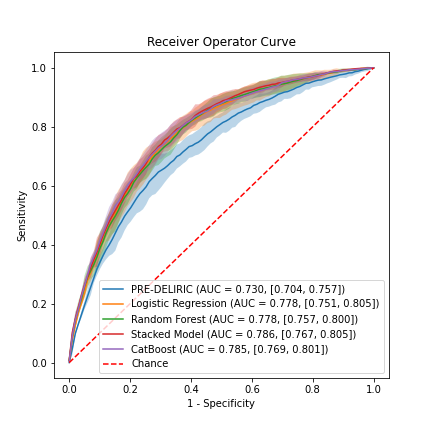 Receiver Operator Curve
Sensitivity
1.0
0.8
0.6
0.4
0.2
0.0
PRE-DELIRIC (AUC = 0.730, [0.704, 0.757])
Logistic Regression (AUC = 0.778, [0.751, 0.805])
Random Forest (AUC = 0.778, [0.757, 0.800])
Stacked Model (AUC = 0.786, [0.767, 0.805])
CatBoost (AUC = 0.785, [0.769, 0.801])
Chance
0.0 0.2 0.4 0.6 0.8 1.0
1 - Specificity